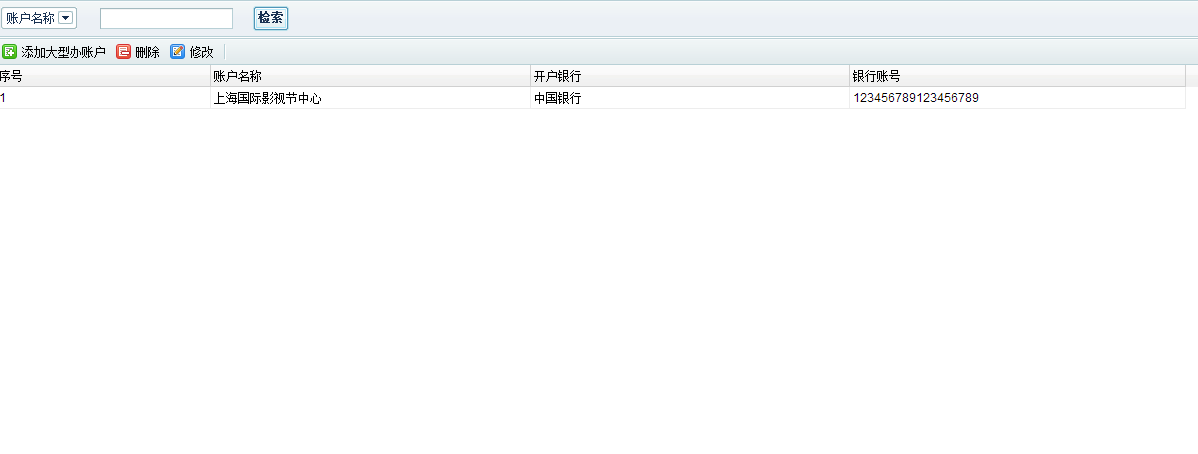 账户名称 检索
添加大型办账户 删除 修改
序号 账户名称 开户银行 银行账号
1 上海国际影视节中心 中国银行 123456789123456789